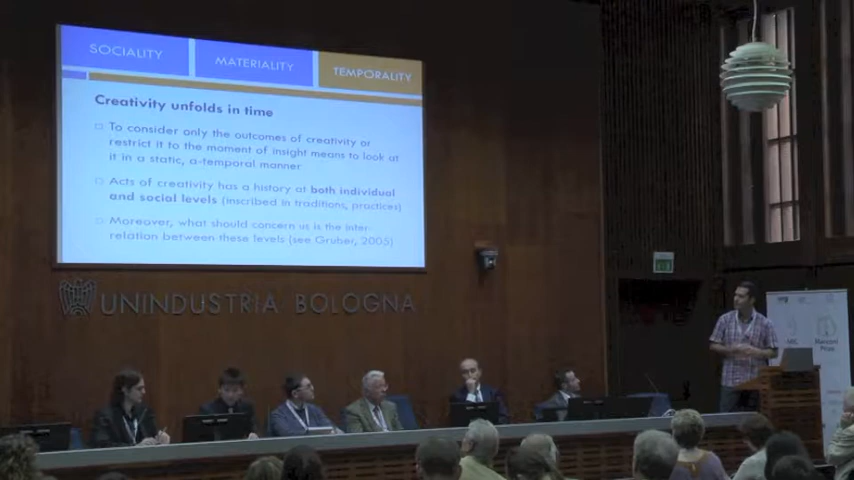 SOCIALITY
MATERIALITY
TEMPORALITY
Creativity unfolds in time
To consider only the outcomes of creativity or
restrict it to the moment of insight means to look at
it in a static, a-temporal manner
Acts of creativity has a history at both individual
and social levels (inscribed in traditions, practices)
Moreover, what should concern us is the inter-
relation between these levels (see Gruber, 2005)
UNINDUSTRIA BOLOGNA
Marconi
Prize